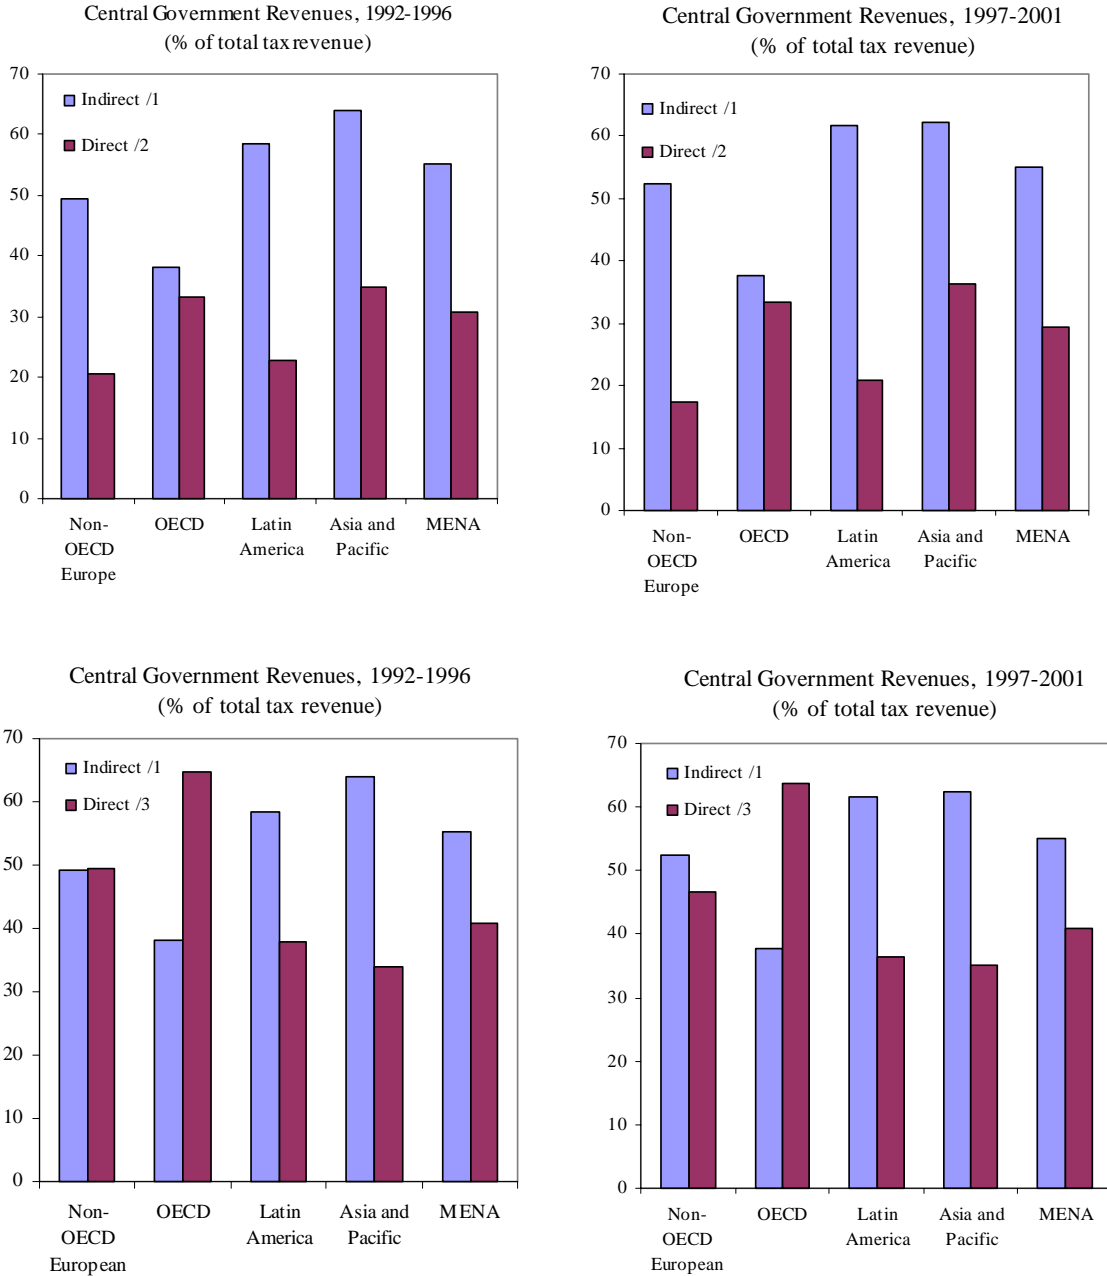 Central Government Revenues, 1992-1996
(% of total tax revenue)
70
60
50
40
30
20
10
0
Indirect /1
Direct /2
Non-
OECD
Europe
OECD
Latin
America
Asia and
Pacific
MENA
Central Government Revenues, 1997-2001
(% of total tax revenue)
70
60
50
40
30
20
10
0
Indirect /1
Direct /2
Non-
OECD
Europe
OECD
Latin
America
Asia and
Pacific
MENA
Central Government Revenues, 1992-1996
(% of total tax revenue)
70
60
50
40
30
20
10
0
Indirect /1
Direct /3
Non-
OECD
European
OECD
Latin
America
Asia and
Pacific
MENA
Central Government Revenues, 1997-2001
(% of total tax revenue)
70
60
50
40
30
20
10
0
Indirect /1
Direct /3
Non-
OECD
European
OECD
Latin
America
Asia and
Pacific
MENA